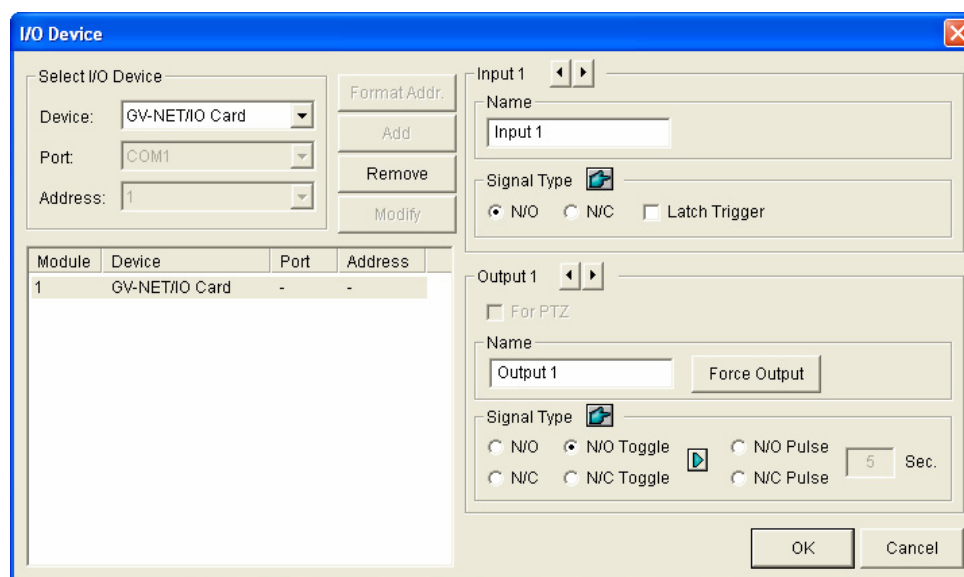 I/O Device
Select I/O Device
Device: GV-NET/IO Card
Port: COM1
Address: 1
Format Addr.
Add
Remove
Modify
Module Device Port Address
1 GV-NET/IO Card - -
Input 1
Name
Input 1
Signal Type
N/O N/C Latch Trigger
Output 1
For PTZ
Name
Output 1 Force Output
Signal Type
N/O N/O Toggle N/O Pulse
N/C N/C Toggle N/C Pulse
5 Sec.
OK Cancel